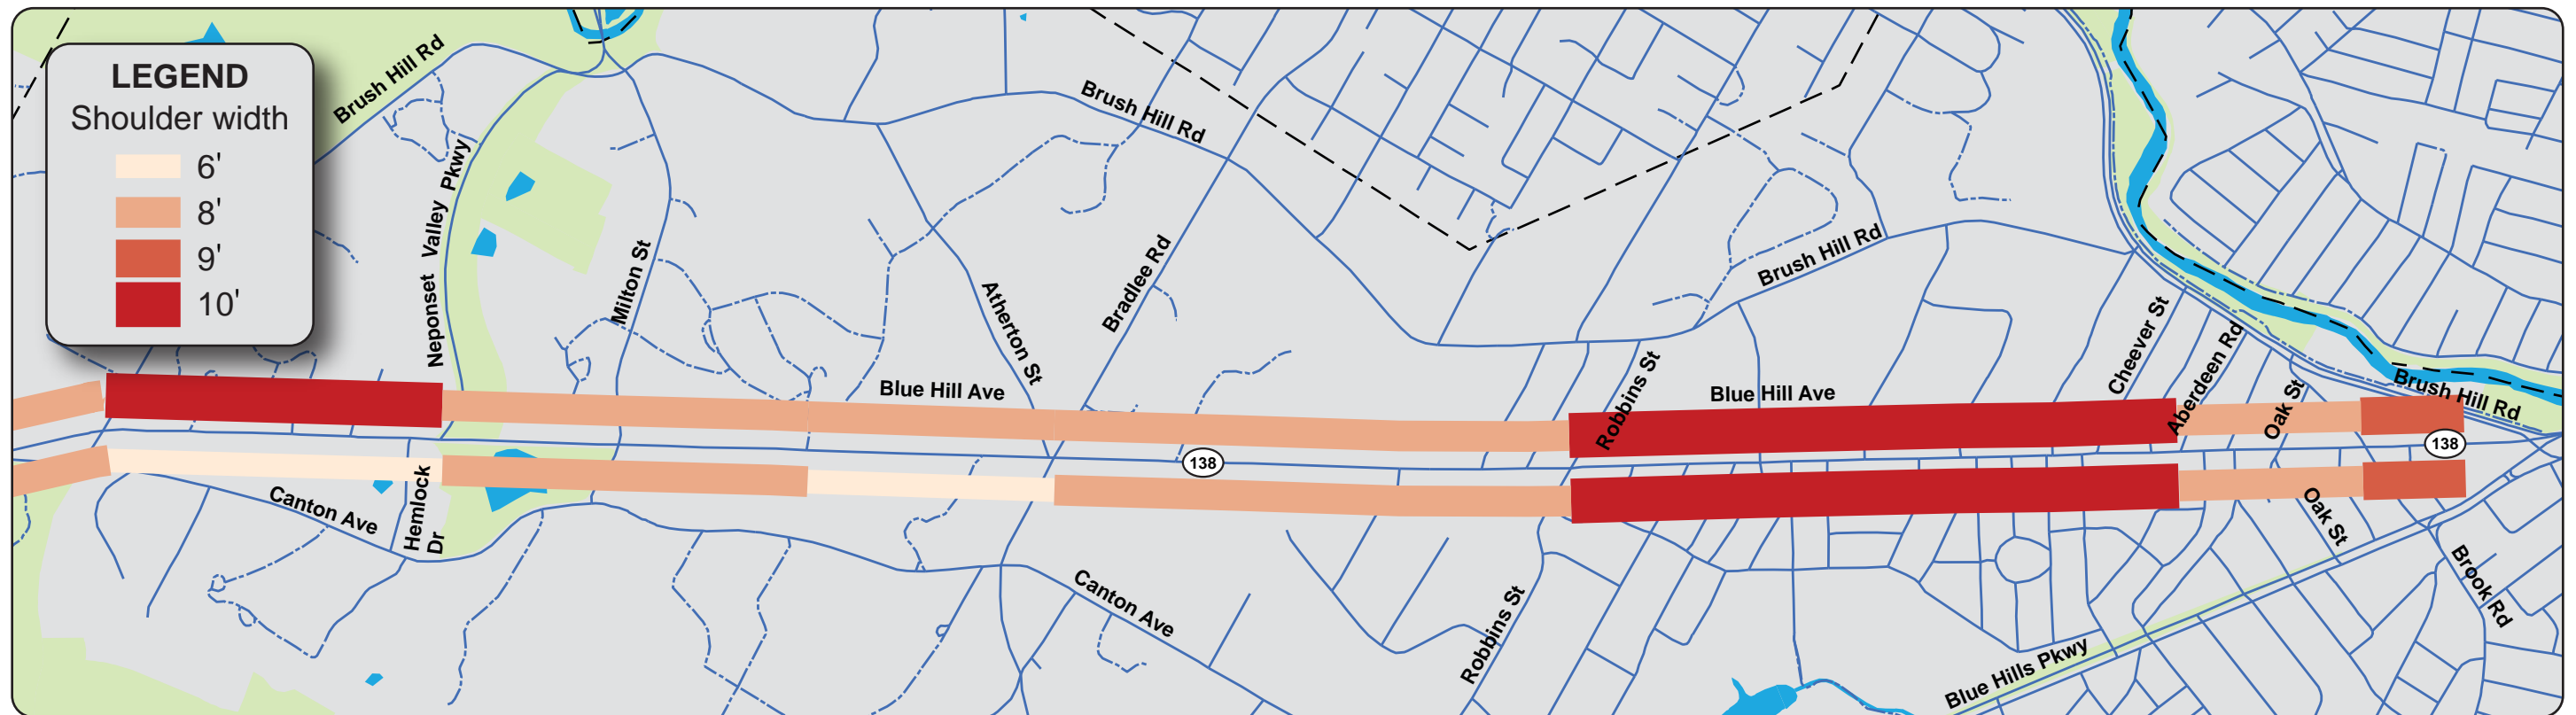 LEGEND
Shoulder width
6'
8'
9'
10'
Brush Hill Rd
Neponset Valley Pkwy
Milton St
Brush Hill Rd
Atherton St
Bradlee Rd
Brush Hill Rd
Cheever St
Aberdeen Rd
Oak St
Brush Hill Rd
Blue Hill Ave
Robbins St
Blue Hill Ave
138
138
Canton Ave
Hemlock
Dr
Canton Ave
Robbins St
Oak St
Brook Rd
Blue Hills Pkwy